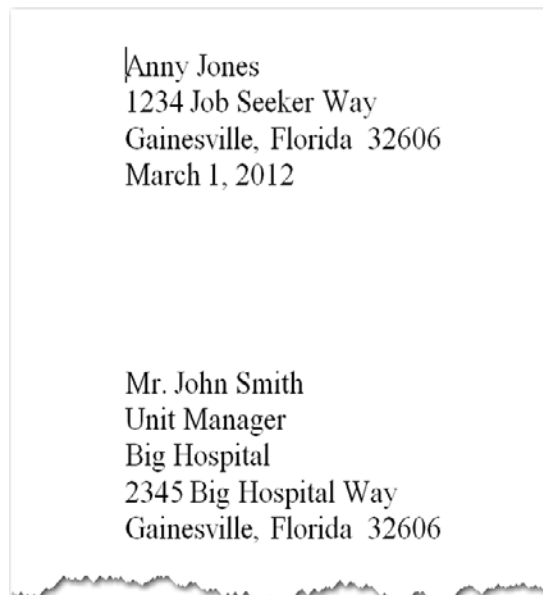 Anny Jones
1234 Job Seeker Way
Gainesville, Florida  32606
March 1, 2012
Mr. John Smith
Unit Manager
Big Hospital
2345 Big Hospital Way
Gainesville, Florida  32606